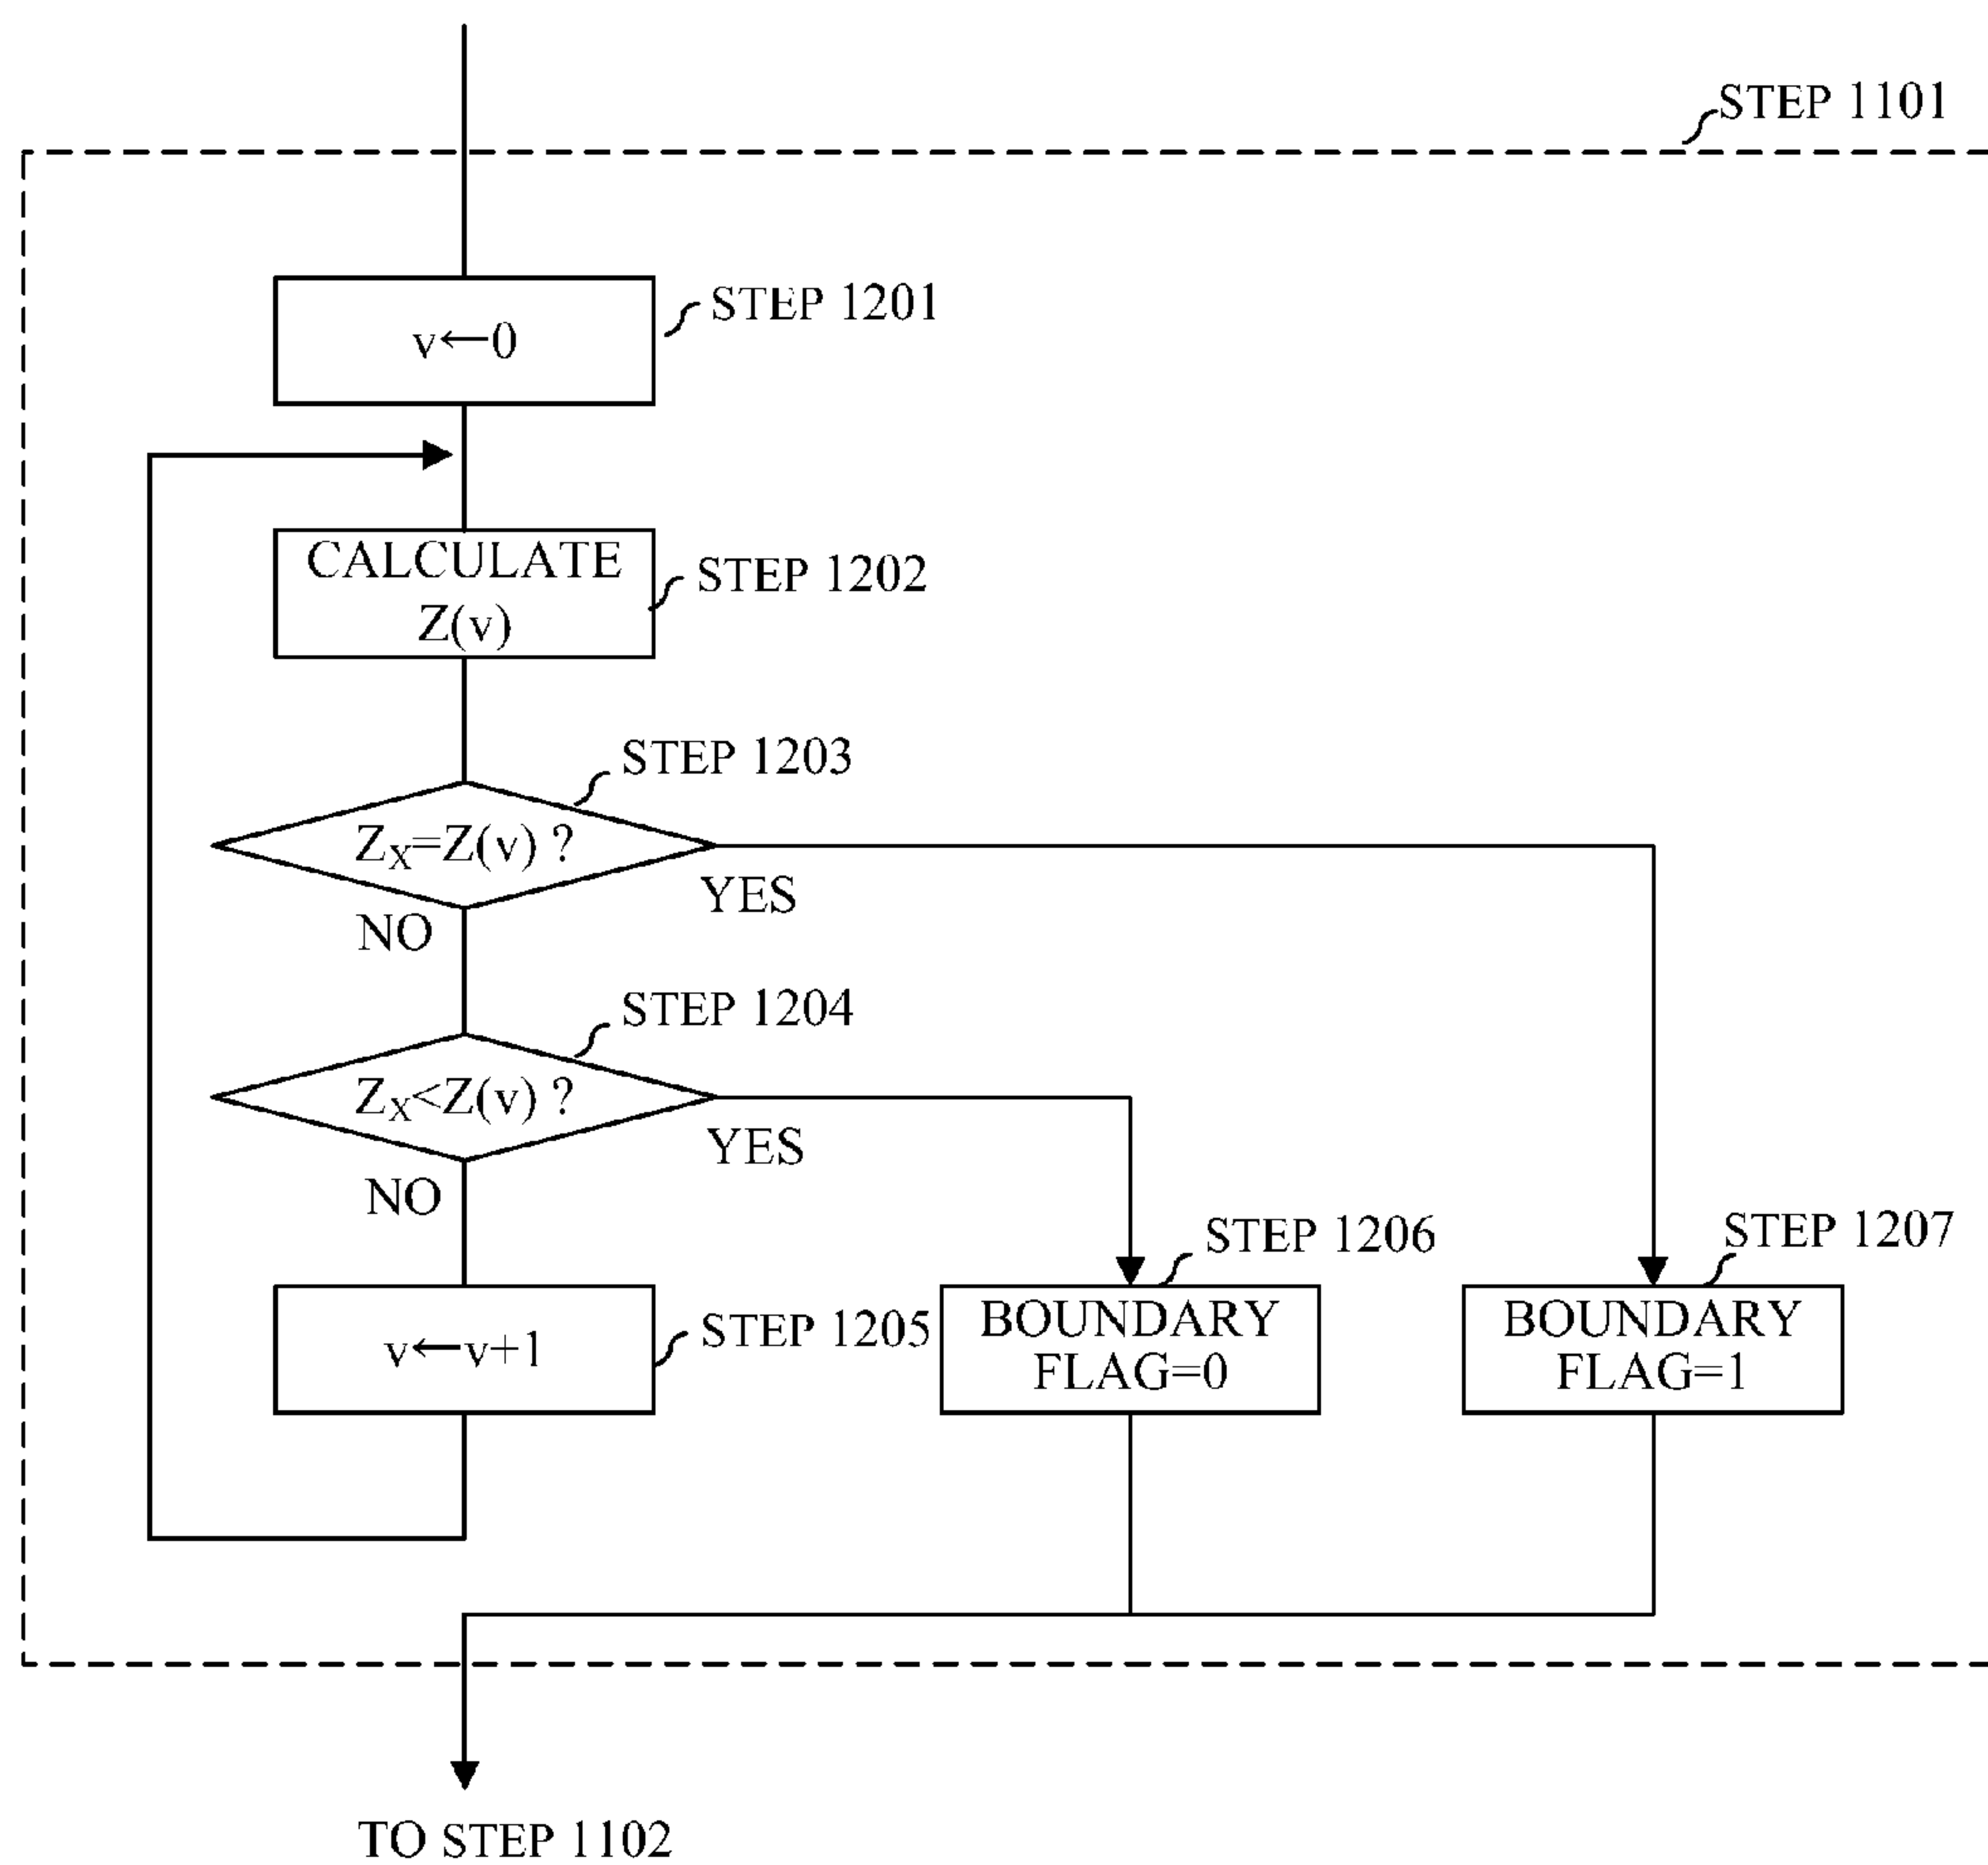 STEP 1101
v←0
STEP 1201
CALCULATE
Z(v)
STEP 1202
STEP 1203
Zx=Z(v) ?
YES
NO
STEP 1204
Zx<Z(v) ?
YES
NO
v←v+1
STEP 1205
STEP 1206
BOUNDARY
FLAG=0
STEP 1207
BOUNDARY
FLAG=1
TO STEP 1102